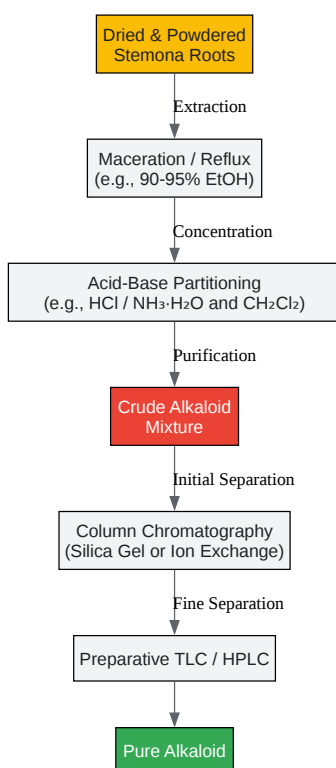 Dried & Powdered
Stemona Roots
Extraction
Maceration / Reflux
(e.g., 90-95% EtOH)
Concentration
Acid-Base Partitioning
(e.g., HCl / NH₃·H₂O and CH₂Cl₂)
Purification
Crude Alkaloid
Mixture
Initial Separation
Column Chromatography
(Silica Gel or Ion Exchange)
Fine Separation
Preparative TLC / HPLC
Pure Alkaloid